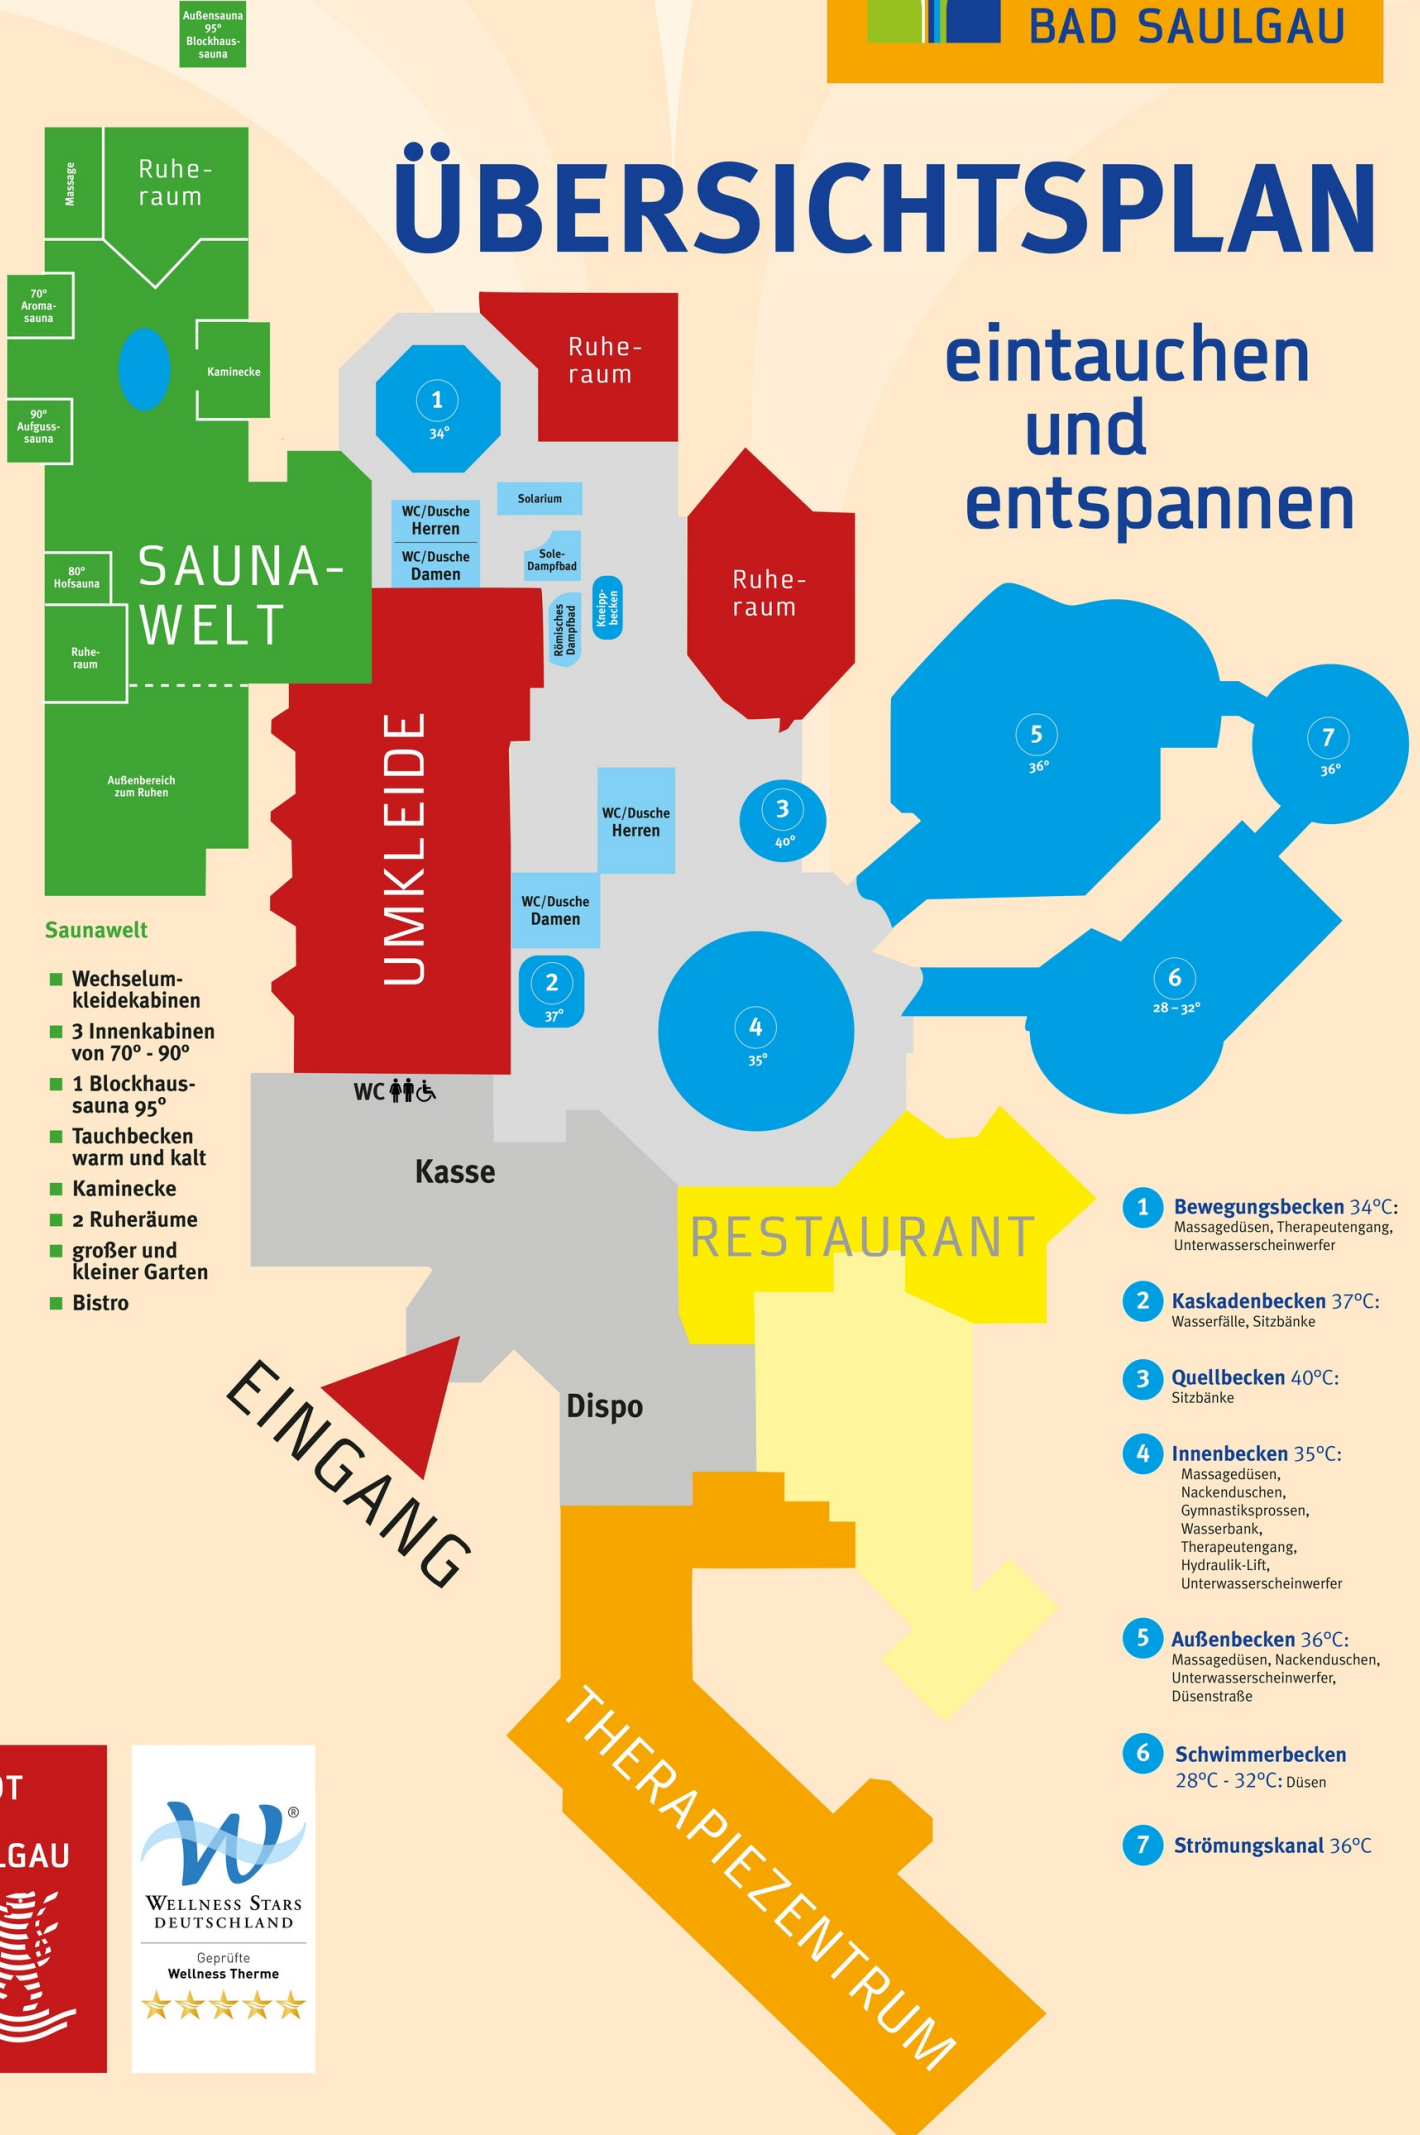 Außensauna
95°
Blockhaus-
sauna
BAD SAULGAU
ÜBERSICHTSPLAN
eintauchen
und
entspannen
Massage
Ruhe-
raum
70°
Aroma-
sauna
Kaminecke
90°
Aufguss-
sauna
SAUNA-
WELT
80°
Hofsauna
Ruhe-
raum
Außenbereich
zum Ruhen
1
34°
Ruhe-
raum
Solarium
WC/Dusche
Herren
WC/Dusche
Damen
Sole-
Dampfbad
Römisches
Dampfbad
Kneipp-
becken
Ruhe-
raum
UMKLEIDE
WC/Dusche
Herren
WC/Dusche
Damen
2
37°
3
40°
4
35°
5
36°
6
28–32°
7
36°
WC
Kasse
RESTAURANT
Dispo
EINGANG
THERAPIEZENTRUM
Saunawelt
Wechselum-
kleidekabinen
3 Innenkabinen
von 70° - 90°
1 Blockhaus-
sauna 95°
Tauchbecken
warm und kalt
Kaminecke
2 Ruheräume
großer und
kleiner Garten
Bistro
1 Bewegungsbecken 34°C:
Massagedüsen, Therapeutengang,
Unterwasserscheinwerfer
2 Kaskadenbecken 37°C:
Wasserfälle, Sitzbänke
3 Quellbecken 40°C:
Sitzbänke
4 Innenbecken 35°C:
Massagedüsen,
Nackenduschen,
Gymnastiksprossen,
Wasserbank,
Therapeutengang,
Hydraulik-Lift,
Unterwasserscheinwerfer
5 Außenbecken 36°C:
Massagedüsen, Nackenduschen,
Unterwasserscheinwerfer,
Düsenstraße
6 Schwimmerbecken
28°C - 32°C: Düsen
7 Strömungskanal 36°C
DT
LGAU
W®
WELLNESS STARS
DEUTSCHLAND
Geprüfte
Wellness Therme